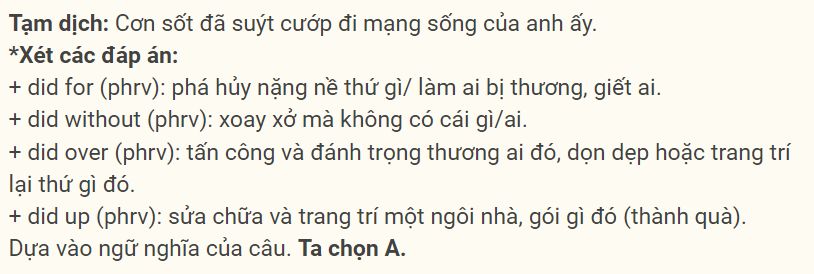 Tạm dịch: Cơn sốt đã suýt cướp đi mạng sống của anh ấy.
*Xét các đáp án:
+ did for (phrv): phá hủy nặng nề thứ gì/ làm ai bị thương, giết ai.
+ did without (phrv): xoay xở mà không có cái gì/ai.
+ did over (phrv): tấn công và đánh trọng thương ai đó, dọn dẹp hoặc trang trí
lại thứ gì đó.
+ did up (phrv): sửa chữa và trang trí một ngôi nhà, gói gì đó (thành quà).
Dựa vào ngữ nghĩa của câu. Ta chọn A.